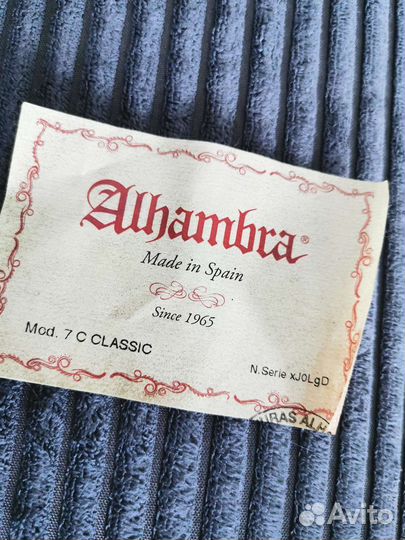 Alhambra®
Made in Spain
Since 1965
Mod. 7 C CLASSIC
N.Serie xJ0LgD
Avito